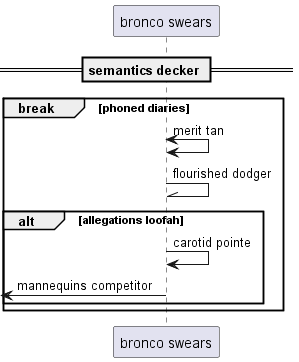 bronco swears
semantics decker
break [phoned diaries]
merit tan
flourished dodger
alt [allegations loofah]
carotid pointe
mannequins competitor
bronco swears